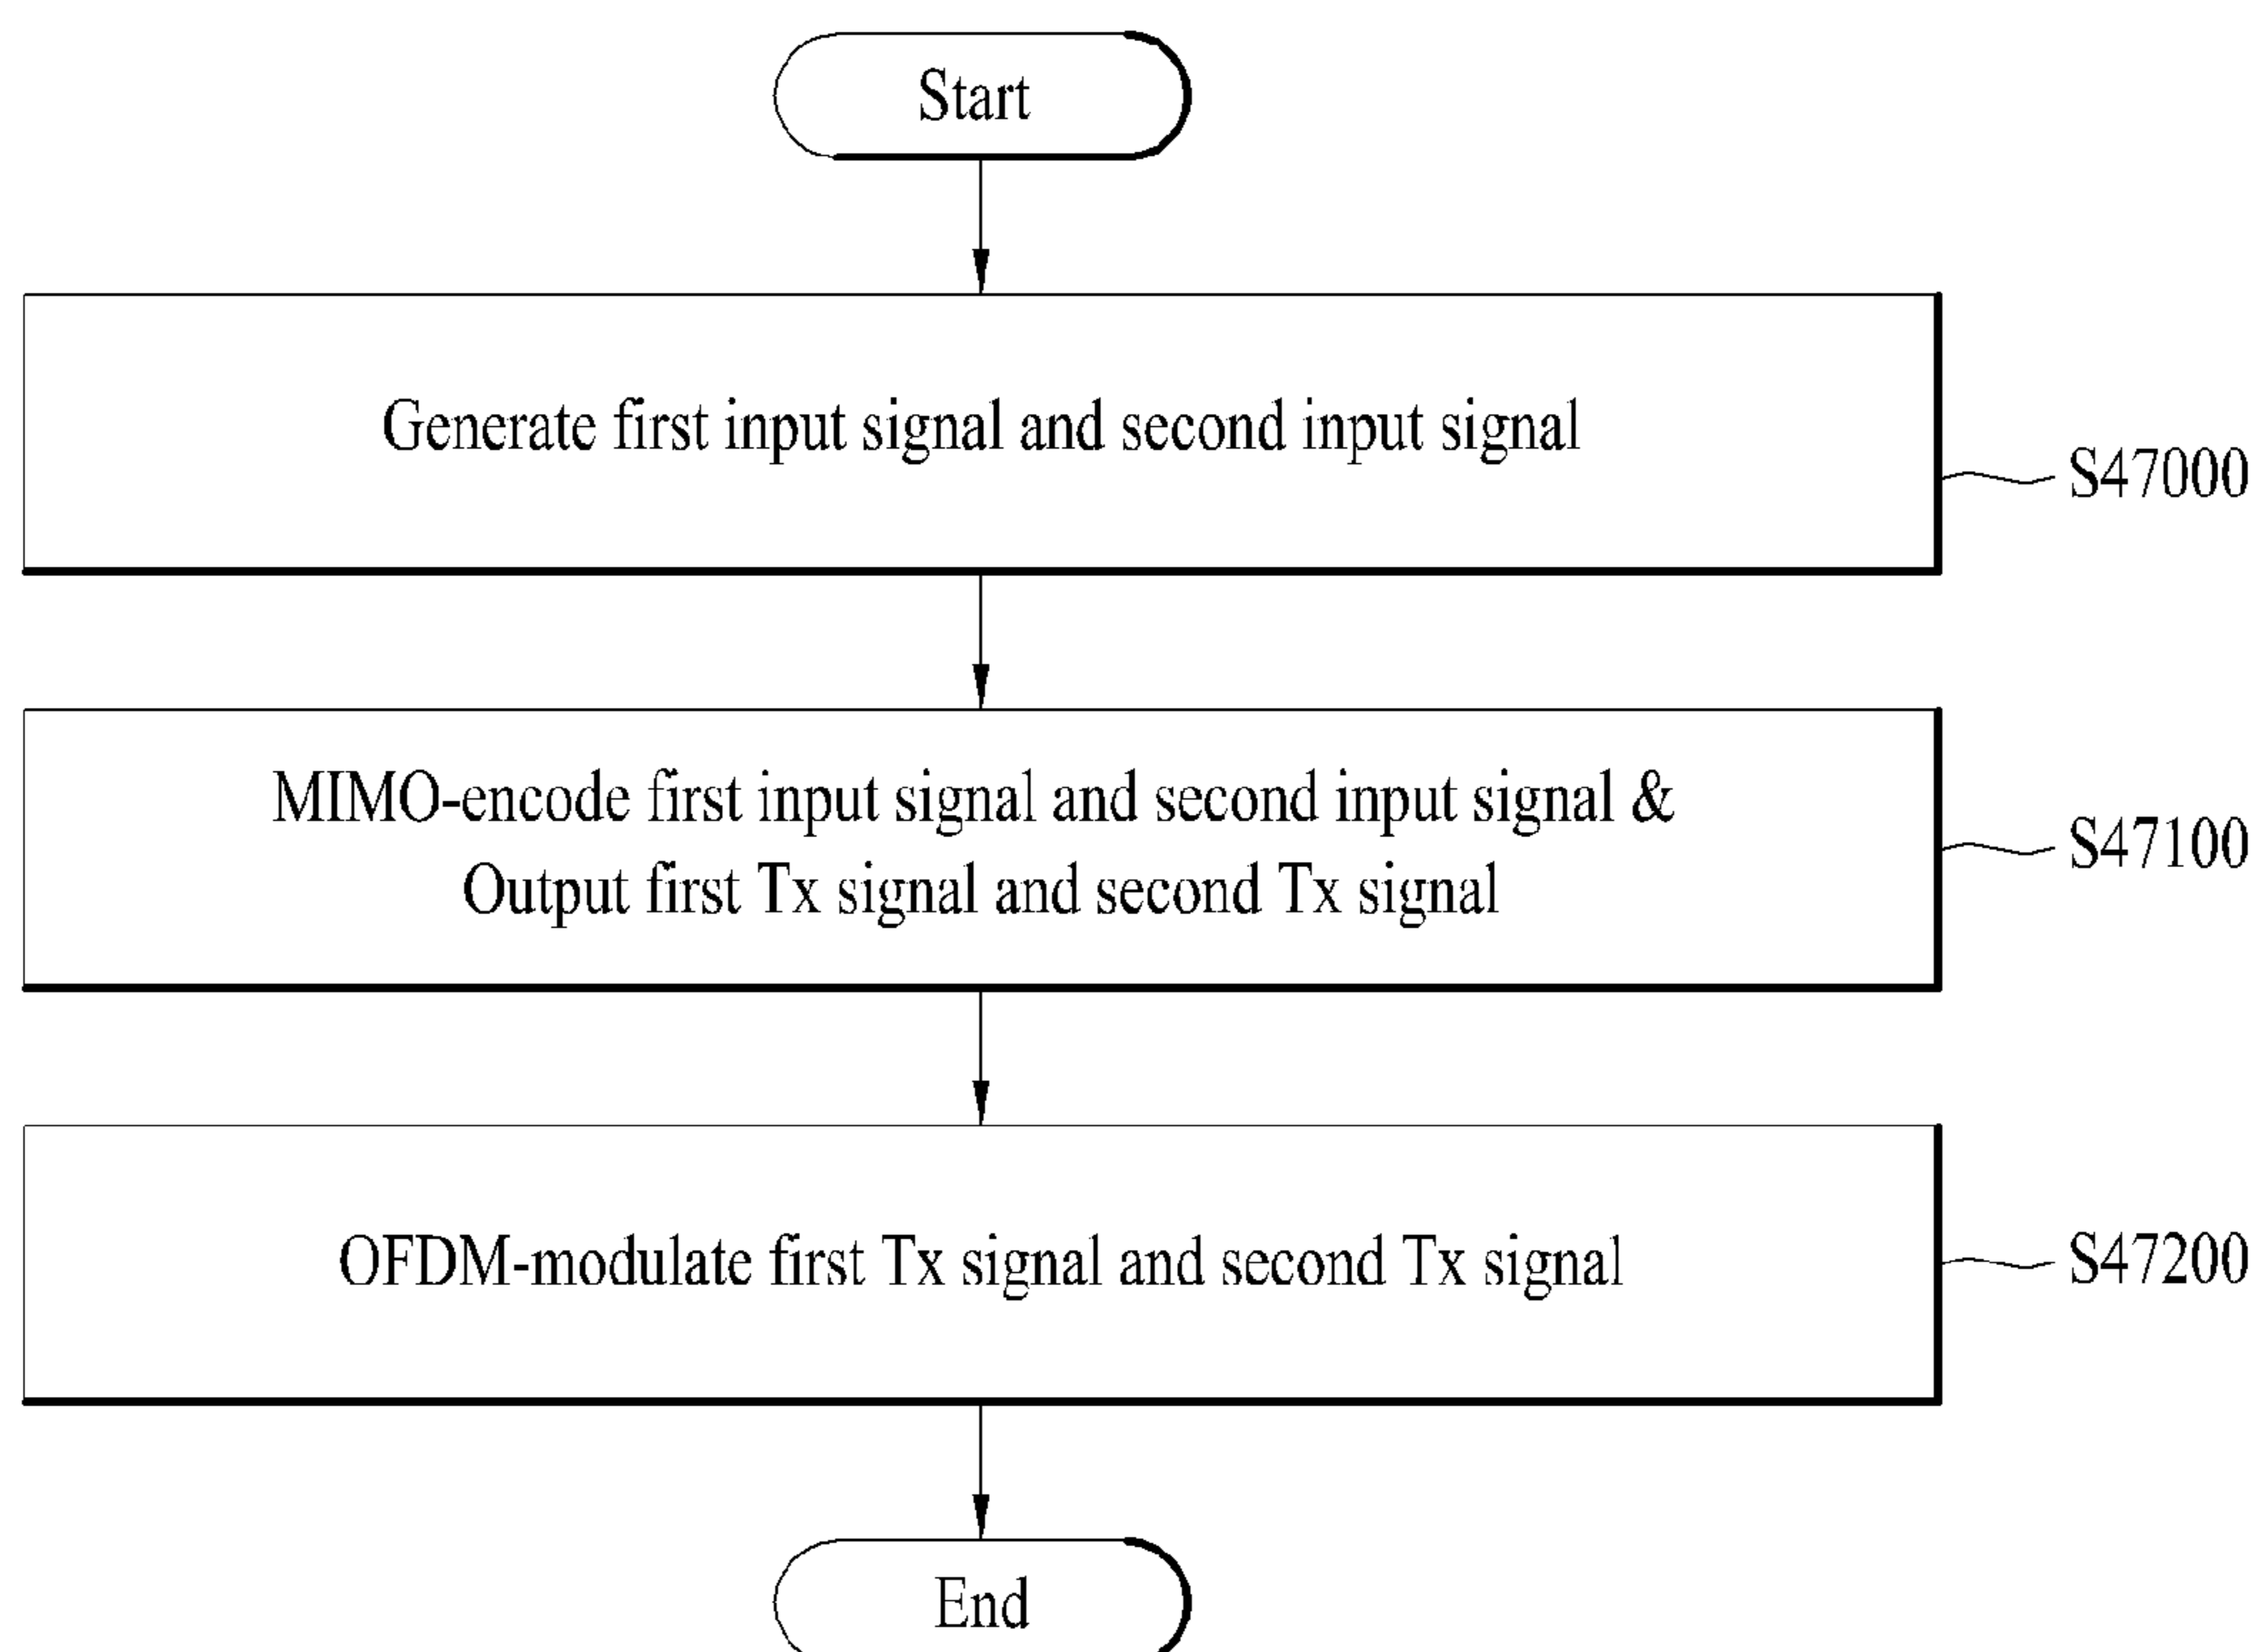 Start
Generate first input signal and second input signal
S47000
MIMO-encode first input signal and second input signal &
Output first Tx signal and second Tx signal
S47100
OFDM-modulate first Tx signal and second Tx signal
S47200
End